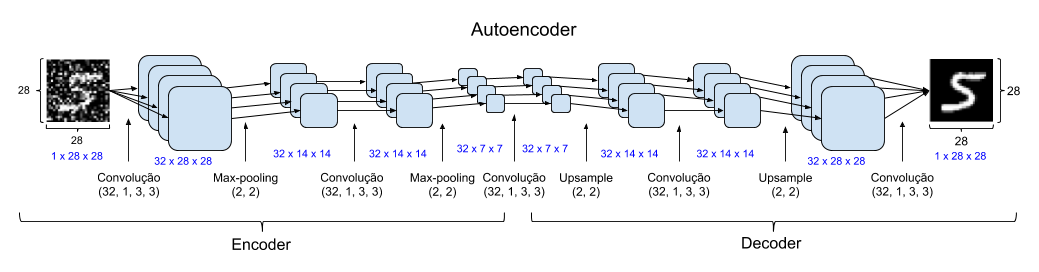 Autoencoder
28
28
28
28
1 x 28 x 28
32 x 28 x 28
32 x 14 x 14
32 x 14 x 14
32 x 7 x 7
32 x 7 x 7
32 x 14 x 14
32 x 14 x 14
32 x 28 x 28
1 x 28 x 28
Convolução
(32, 1, 3, 3)
Max-pooling
(2, 2)
Convolução
(32, 1, 3, 3)
Max-pooling
(2, 2)
Convolução
(32, 1, 3, 3)
Upsample
(2, 2)
Convolução
(32, 1, 3, 3)
Upsample
(2, 2)
Convolução
(32, 1, 3, 3)
Encoder
Decoder